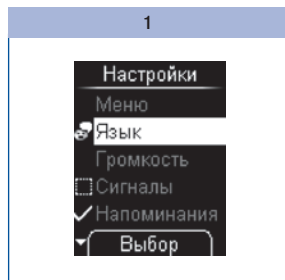 1
Настройки
Меню
Язык
Громкость
Сигналы
Напоминания
Выбор